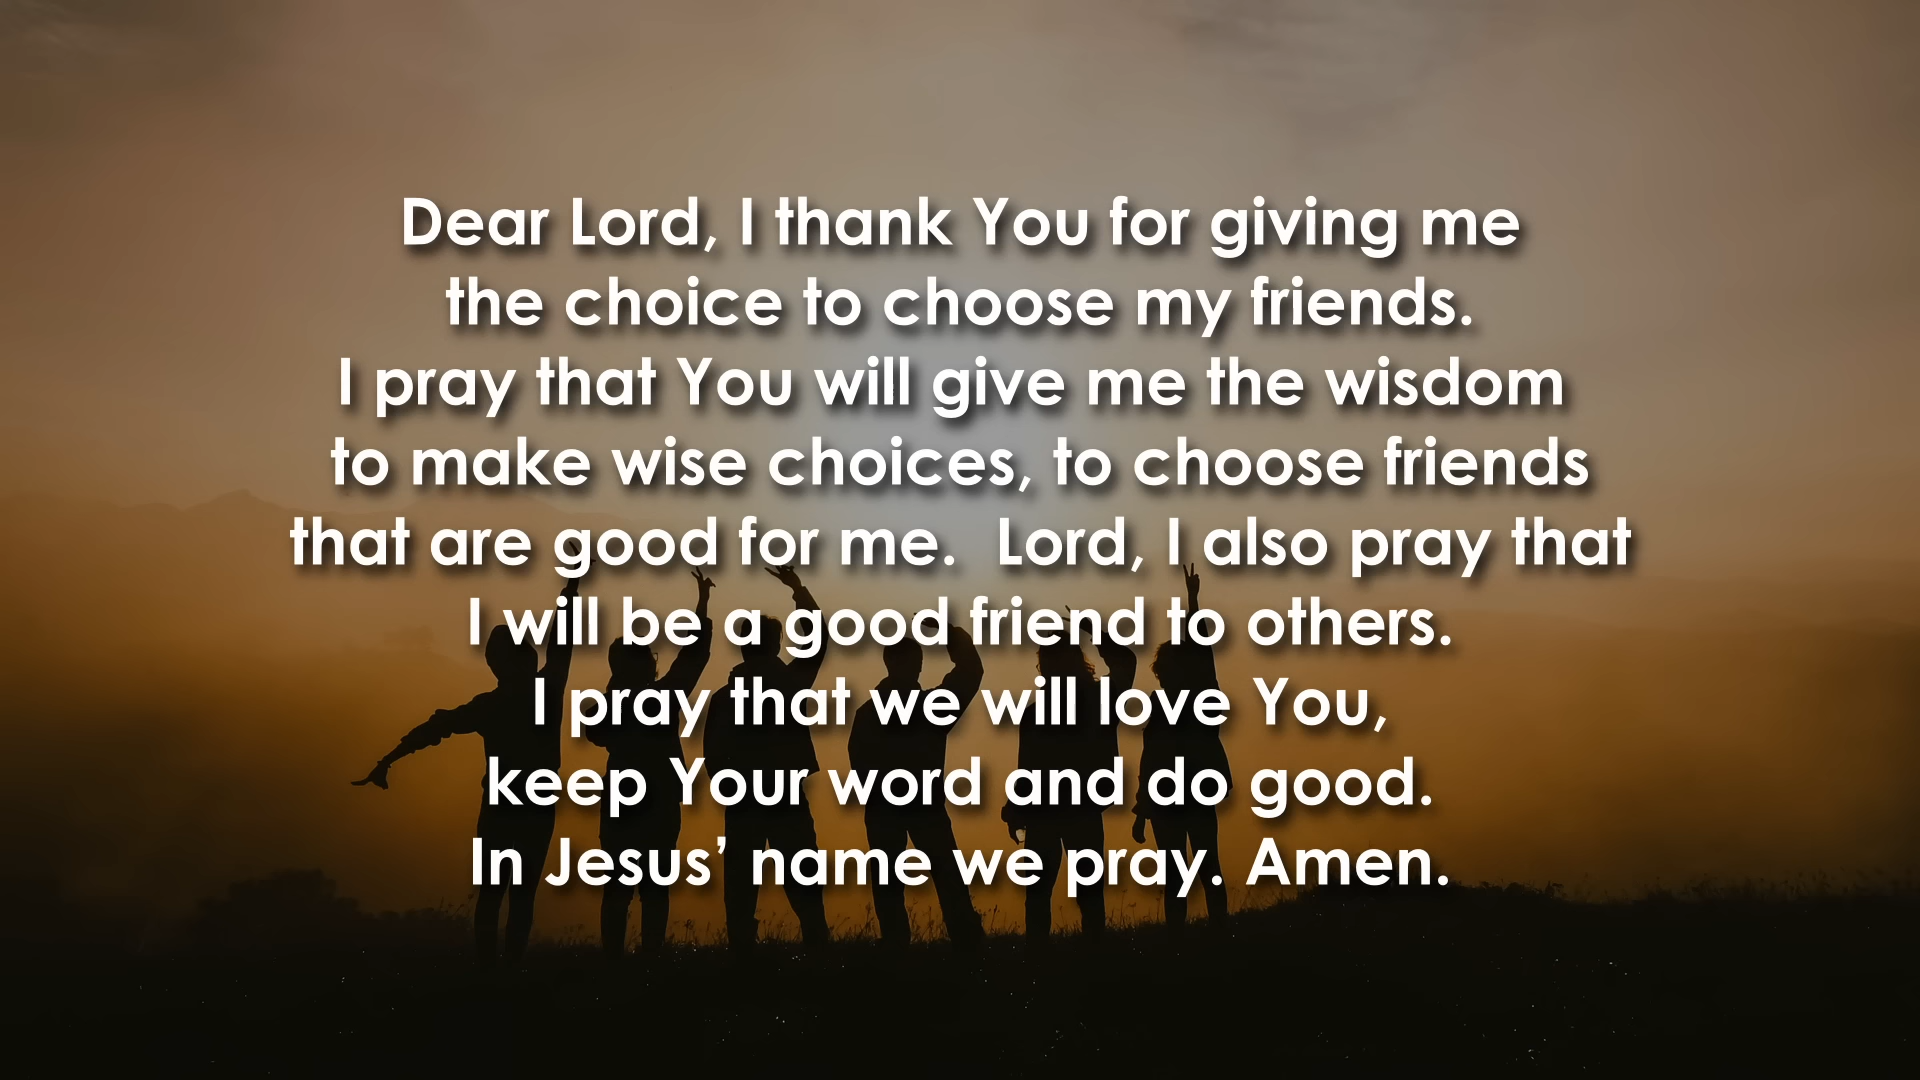 Dear Lord, I thank You for giving me
the choice to choose my friends.
I pray that You will give me the wisdom
to make wise choices, to choose friends
that are good for me.  Lord, I also pray that
I will be a good friend to others.
I pray that we will love You,
keep Your word and do good.
In Jesus’ name we pray. Amen.